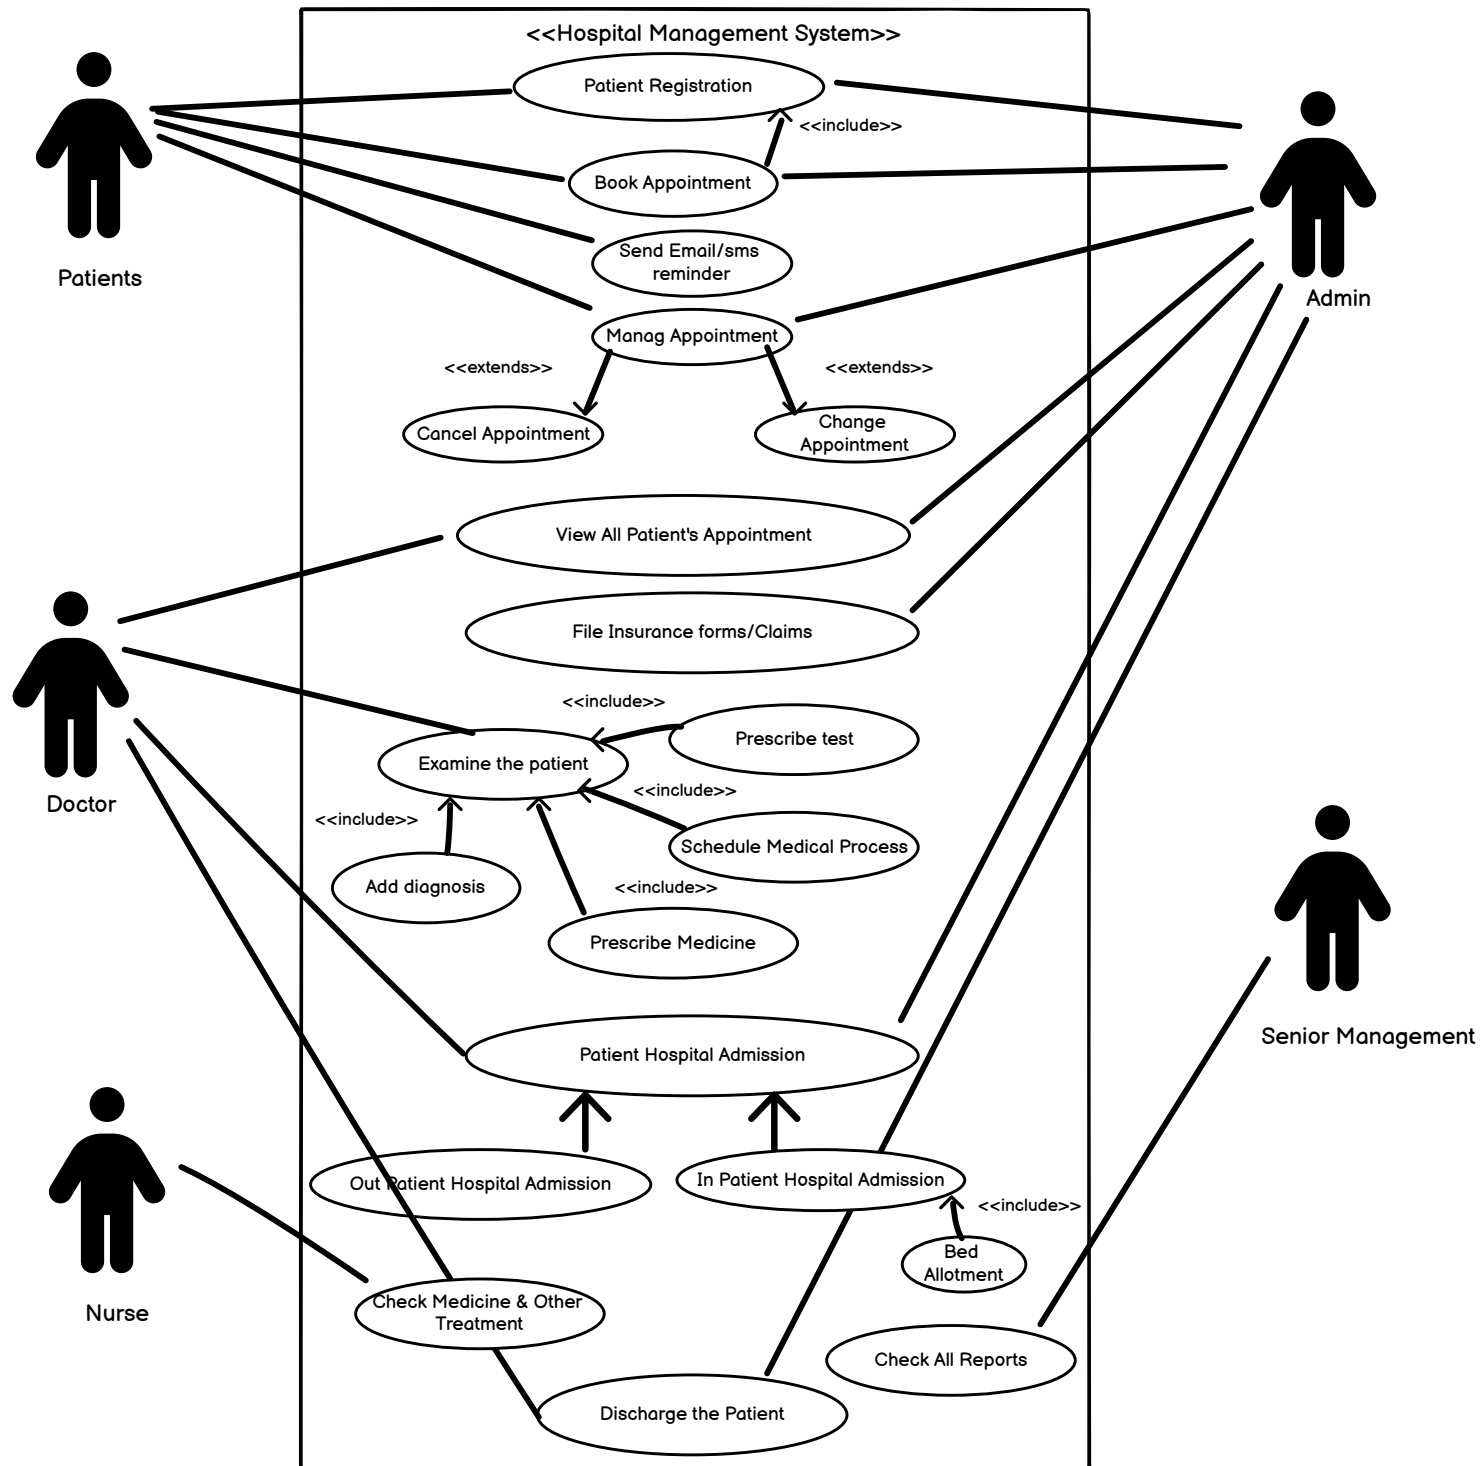 <<Hospital Management System>>
Patient Registration
<<include>>
Book Appointment
Send Email/sms
reminder
Patients
Admin
Manag Appointment
<<extends>>
<<extends>>
Cancel Appointment
Change
Appointment
View All Patient's Appointment
File Insurance forms/Claims
<<include>>
Prescribe test
Examine the patient
<<include>>
Doctor
<<include>>
Schedule Medical Process
Add diagnosis
<<include>>
Prescribe Medicine
Senior Management
Patient Hospital Admission
Out Patient Hospital Admission
In Patient Hospital Admission
<<include>>
Bed
Allotment
Nurse
Check Medicine & Other
Treatment
Check All Reports
Discharge the Patient